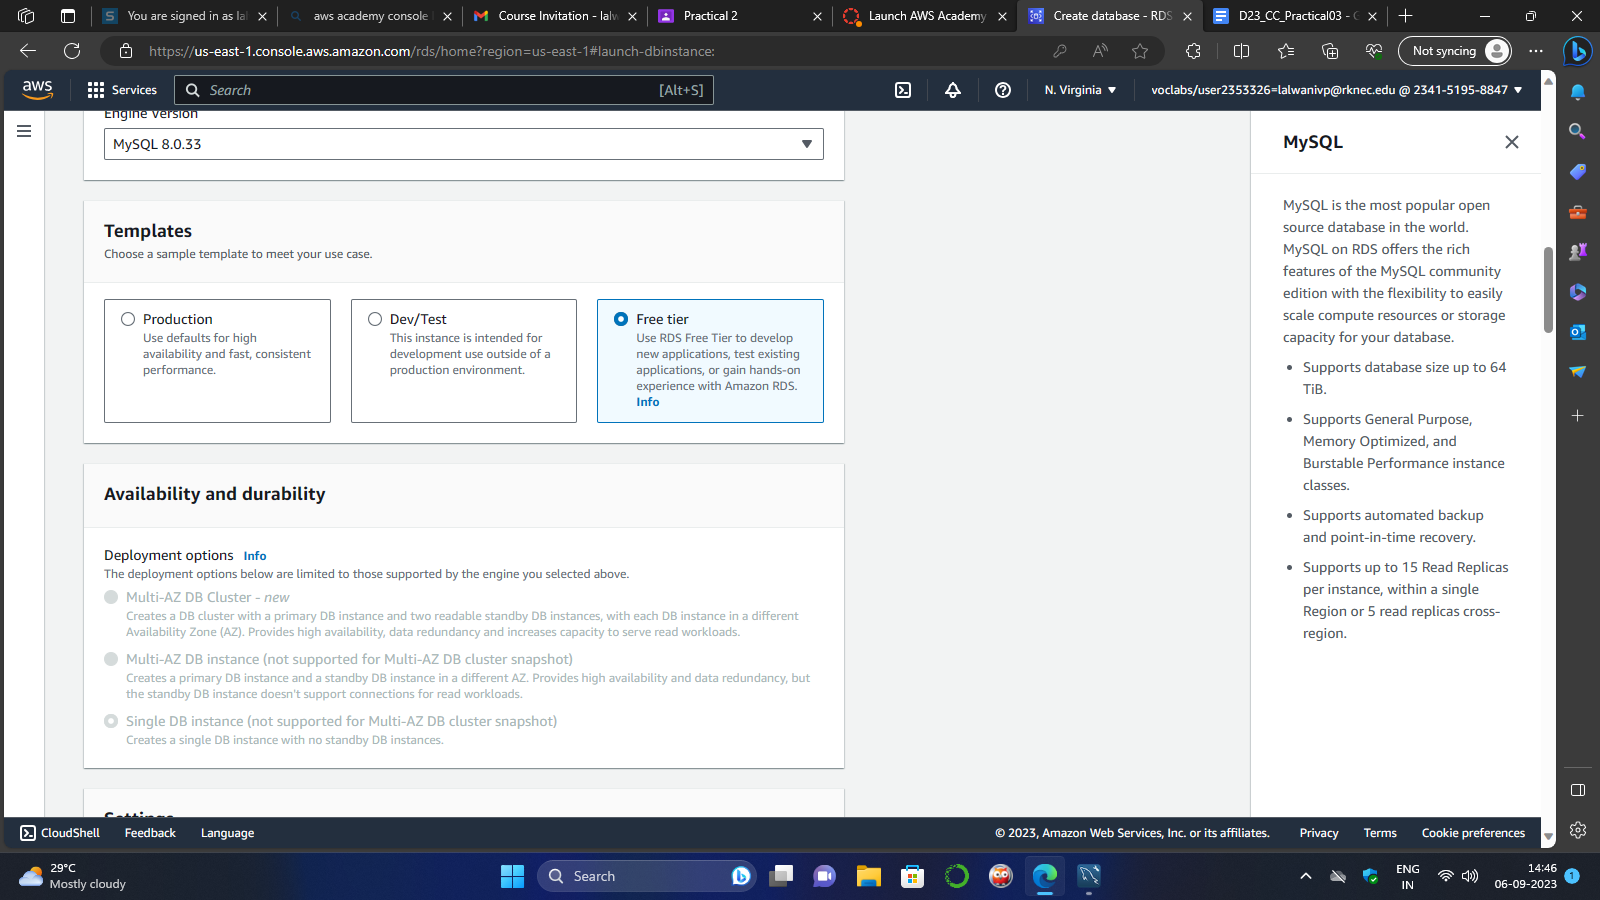 You are signed in as la
aws academy console
Course Invitation - lalw
Practical 2
Launch AWS Academy
Create database - RDS
D23_CC_Practical03 - G
https://us-east-1.console.aws.amazon.com/rds/home?region=us-east-1#launch-dbinstance:
Not syncing
aws
Services
Search
[Alt+S]
N. Virginia
voclabs/user2353326=lalwanivp@rknec.edu @ 2341-5195-8847
Engine Version
MySQL 8.0.33
Templates
Choose a sample template to meet your use case.
Production
Use defaults for high
availability and fast, consistent
performance.
Dev/Test
This instance is intended for
development use outside of a
production environment.
Free tier
Use RDS Free Tier to develop
new applications, test existing
applications, or gain hands-on
experience with Amazon RDS.
Info
Availability and durability
Deployment options Info
The deployment options below are limited to those supported by the engine you selected above.
Multi-AZ DB Cluster - new
Creates a DB cluster with a primary DB instance and two readable standby DB instances, with each DB instance in a different
Availability Zone (AZ). Provides high availability, data redundancy and increases capacity to serve read workloads.
Multi-AZ DB instance (not supported for Multi-AZ DB cluster snapshot)
Creates a primary DB instance and a standby DB instance in a different AZ. Provides high availability and data redundancy, but
the standby DB instance doesn't support connections for read workloads.
Single DB instance (not supported for Multi-AZ DB cluster snapshot)
Creates a single DB instance with no standby DB instances.
Settings
MySQL
MySQL is the most popular open
source database in the world.
MySQL on RDS offers the rich
features of the MySQL community
edition with the flexibility to easily
scale compute resources or storage
capacity for your database.
• Supports database size up to 64
TiB.
• Supports General Purpose,
Memory Optimized, and
Burstable Performance instance
classes.
• Supports automated backup
and point-in-time recovery.
• Supports up to 15 Read Replicas
per instance, within a single
Region or 5 read replicas cross-
region.
CloudShell
Feedback
Language
© 2023, Amazon Web Services, Inc. or its affiliates.
Privacy
Terms
Cookie preferences
29°C
Mostly cloudy
Search
ENG
IN
14:46
06-09-2023
1